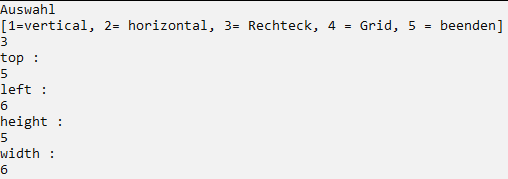 Auswahl
[1=vertical, 2= horizontal, 3= Rechteck, 4 = Grid, 5 = beenden]
3
top :
5
left :
6
height :
5
width :
6